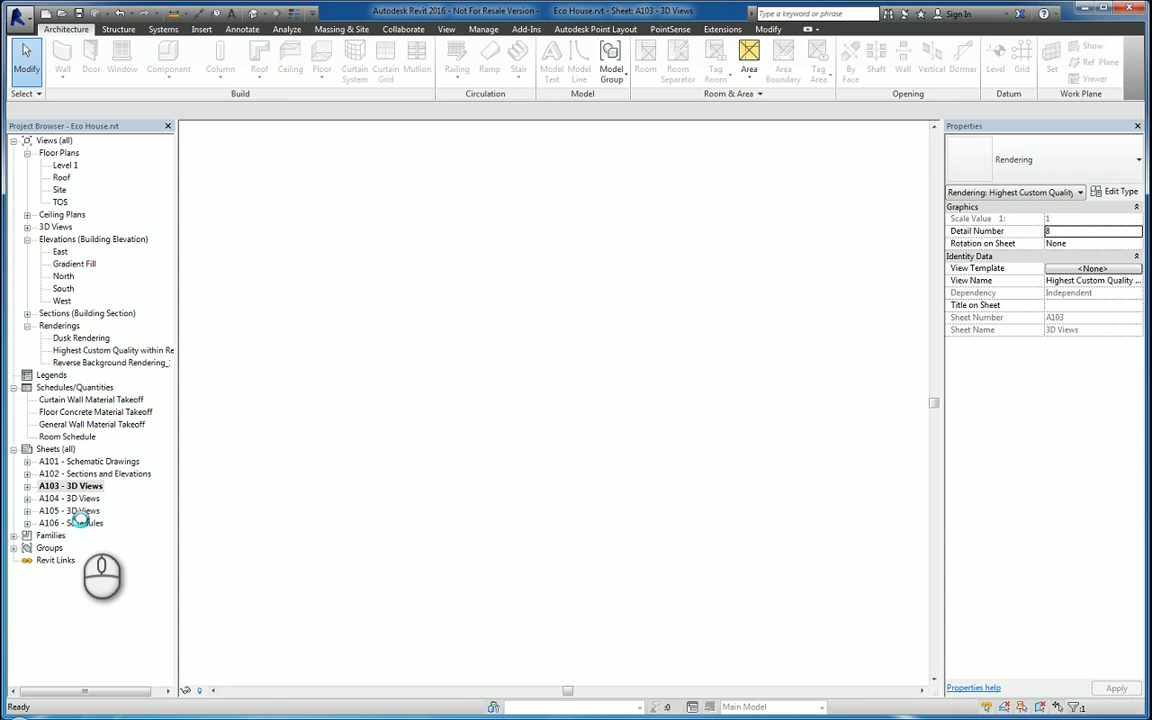 Autodesk Revit 2016 - Not For Resale Version - Eco House.rvt - Sheet: A103 - 3D Views
Type a keyword or phrase
Sign In
Architecture Structure Systems Insert Annotate Analyze Massing & Site Collaborate View Manage Add-Ins Autodesk Point Layout PointSense Extensions Modify
Modify Wall Door Window Component Column Roof Ceiling Floor Curtain System Curtain Grid Mullion Railing Ramp Stair Model Text Model Line Model Group Room Room Separator Tag Room Area Area Boundary Tag Area By Face Shaft Wall Vertical Dormer Level Grid Set Show Ref Plane Viewer
Select Build Circulation Model Room & Area Opening Datum Work Plane
Project Browser - Eco House.rvt
Views (all)
Floor Plans
Level 1
Roof
Site
TOS
Ceiling Plans
3D Views
Elevations (Building Elevation)
East
Gradient Fill
North
South
West
Sections (Building Section)
Renderings
Dusk Rendering
Highest Custom Quality within Re
Reverse Background Rendering_
Legends
Schedules/Quantities
Curtain Wall Material Takeoff
Floor Concrete Material Takeoff
General Wall Material Takeoff
Room Schedule
Sheets (all)
A101 - Schematic Drawings
A102 - Sections and Elevations
A103 - 3D Views
A104 - 3D Views
A105 - 3D Views
A106 - Schedules
Families
Groups
Revit Links
Properties
Rendering
Rendering: Highest Custom Quality Edit Type
Graphics
Scale Value 1: 1
Detail Number 8
Rotation on Sheet None
Identity Data
View Template <None>
View Name Highest Custom Quality ...
Dependency Independent
Title on Sheet
Sheet Number A103
Sheet Name 3D Views
Properties help Apply
Ready :0 Main Model :1